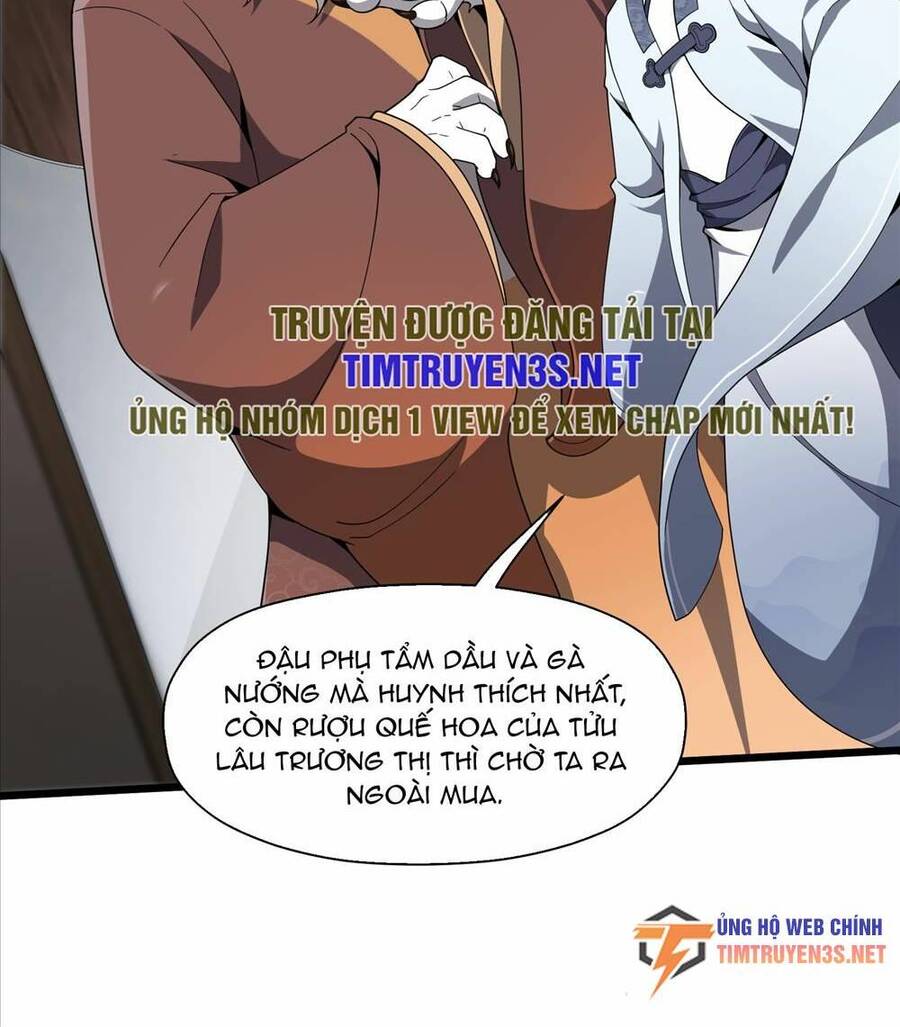 TRUYỆN ĐƯỢC ĐĂNG TẢI TẠI
TIMTRUYEN3S.NET
ỦNG HỘ NHÓM DỊCH 1 VIEW ĐỂ XEM CHAP MỚI NHẤT!
ĐẬU PHỤ TẨM DẦU VÀ GÀ
NƯỚNG MÀ HUYNH THÍCH NHẤT,
CÒN RƯỢU QUẾ HOA CỦA TỬU
LÂU TRƯƠNG THỊ THÌ CHỜ TA RA
NGOÀI MUA.
ỦNG HỘ WEB CHÍNH
TIMTRUYEN3S.NET